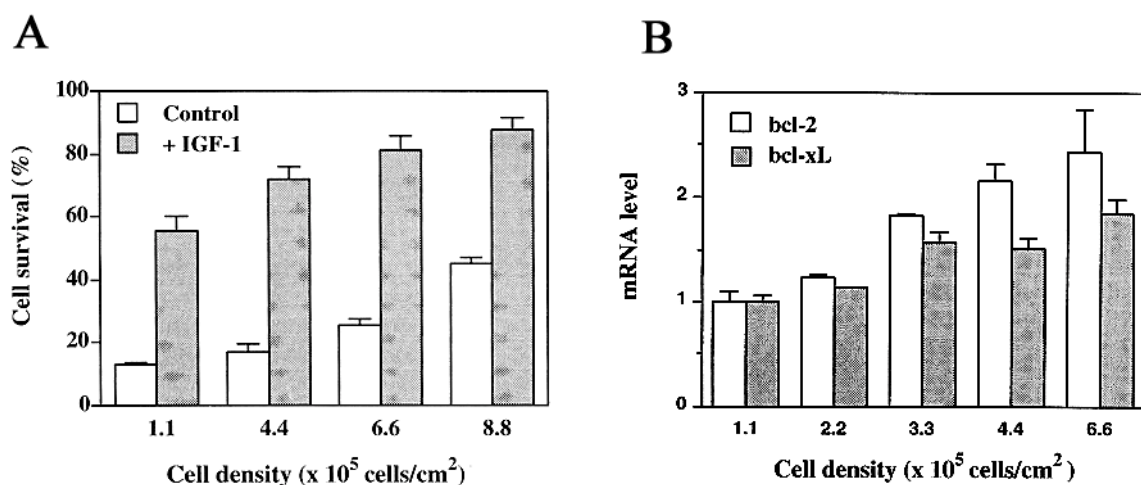 A
100
80
60
40
20
0
Cell survival (%)
Control
+ IGF-1
1.1 4.4 6.6 8.8
Cell density (x 10⁵ cells/cm²)
B
3
2
1
0
mRNA level
bcl-2
bcl-xL
1.1 2.2 3.3 4.4 6.6
Cell density (x 10⁵ cells/cm²)